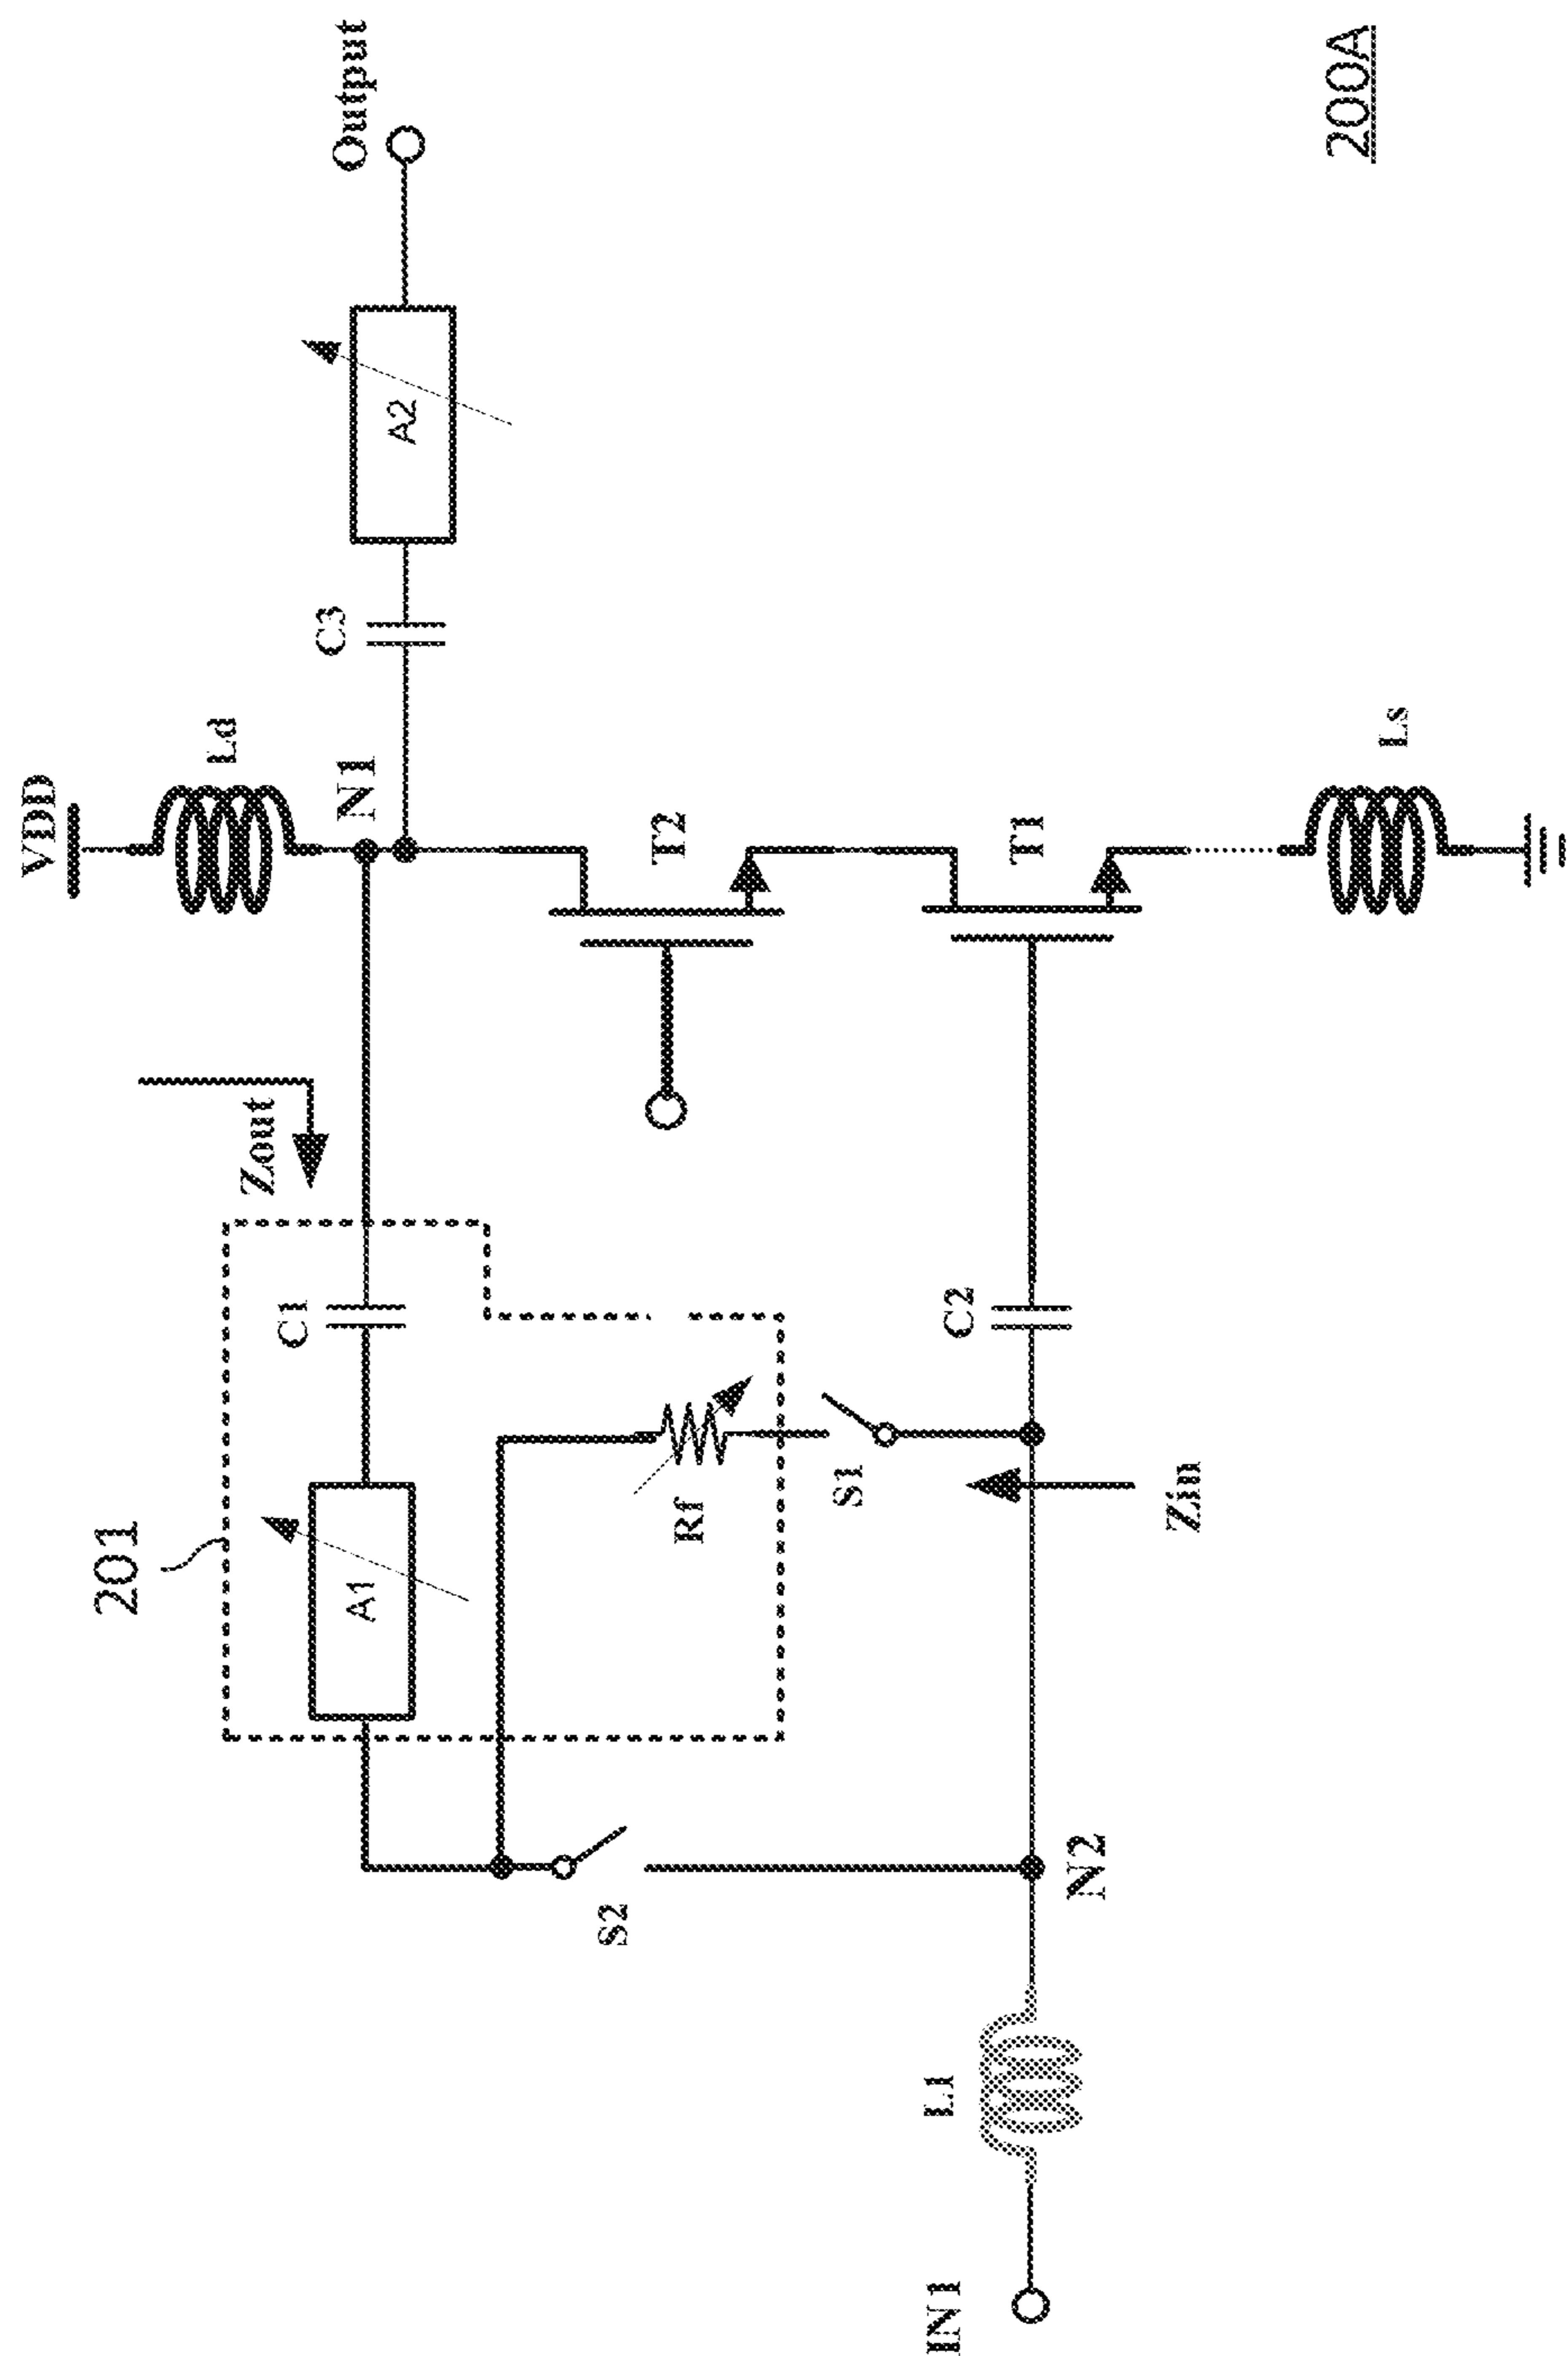 VDD
Ld
201
Zout
N1
C3
Output
C1
A1
A2
T2
Rf
S2
S1
C2
T1
IN1
L1
N2
Zin
Ls
200A